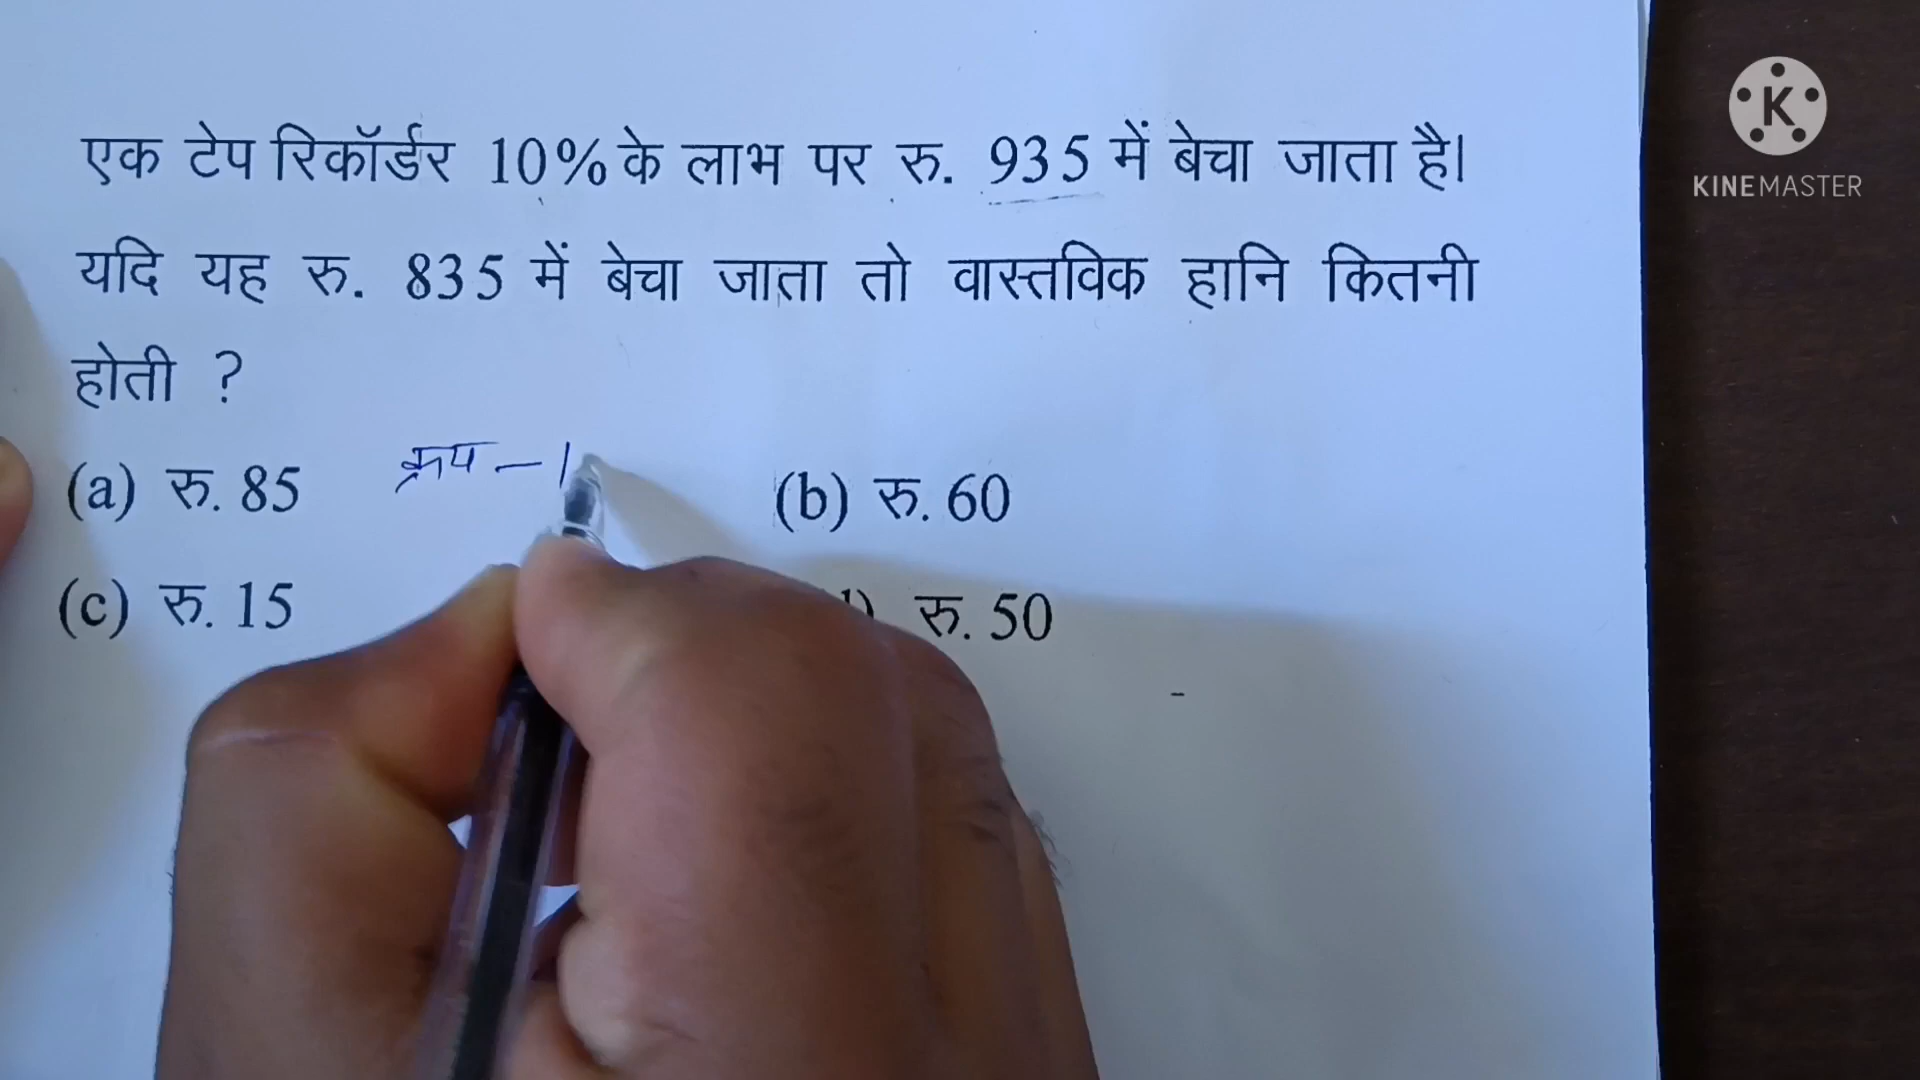 एक टेप रिकॉर्डर 10% के लाभ पर रु. 935 में बेचा जाता है।
यदि यह रु. 835 में बेचा जाता तो वास्तविक हानि कितनी
होती ?
(a) रु. 85 क्रय – 1 (b) रु. 60
(c) रु. 15 रु. 50
KINEMASTER